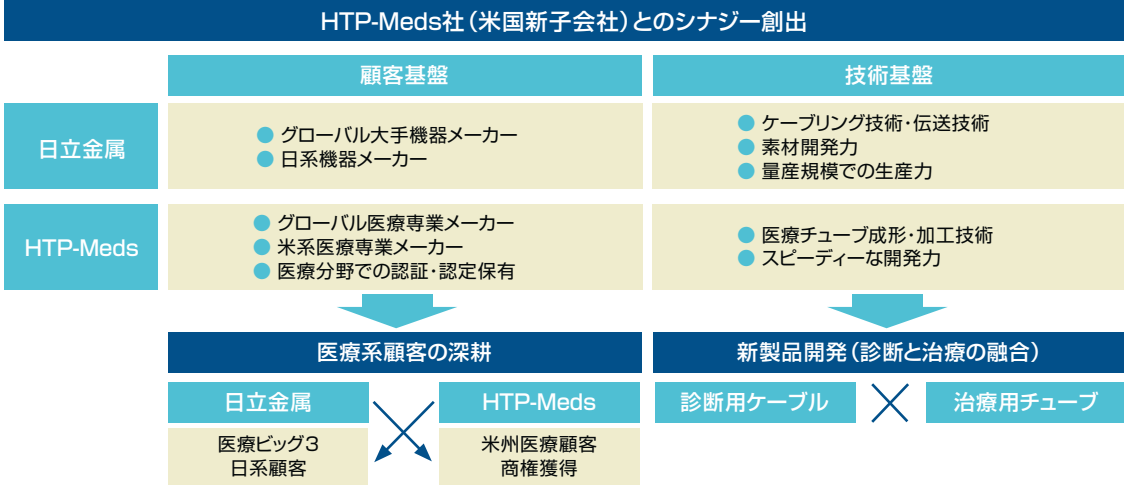 HTP-Meds社（米国新子会社）とのシナジー創出
顧客基盤
技術基盤
日立金属
● グローバル大手機器メーカー
● 日系機器メーカー
● ケーブリング技術・伝送技術
● 素材開発力
● 量産規模での生産力
HTP-Meds
● グローバル医療専業メーカー
● 米系医療専業メーカー
● 医療分野での認証・認定保有
● 医療チューブ成形・加工技術
● スピーディーな開発力
医療系顧客の深耕
新製品開発（診断と治療の融合）
日立金属
HTP-Meds
診断用ケーブル
治療用チューブ
医療ビッグ3
日系顧客
米州医療顧客
商権獲得